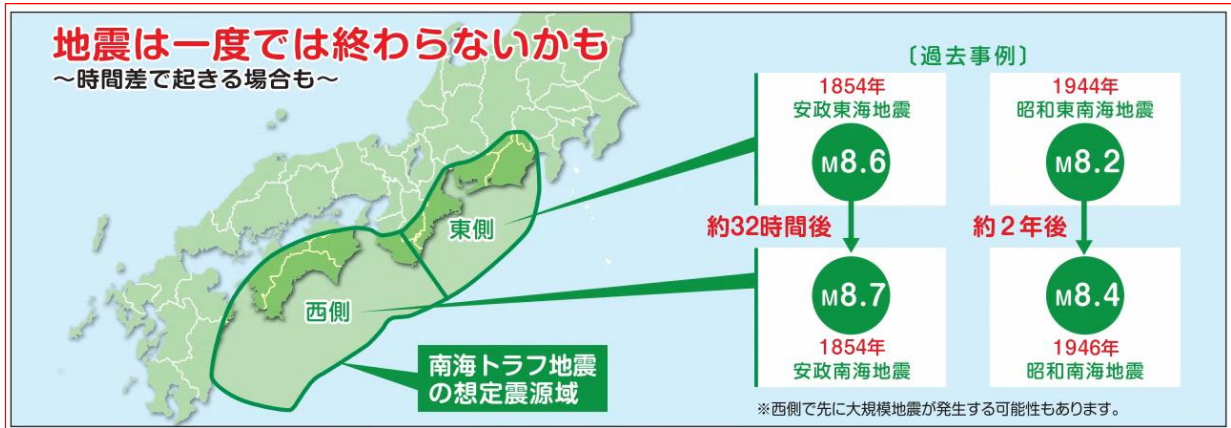 地震は一度では終わらないかも
～時間差で起きる場合も～
東側
西側
南海トラフ地震
の想定震源域
〔過去事例〕
1854年
安政東海地震
M8.6
約32時間後
M8.7
1854年
安政南海地震
1944年
昭和東南海地震
M8.2
約２年後
M8.4
1946年
昭和南海地震
※西側で先に大規模地震が発生する可能性もあります。